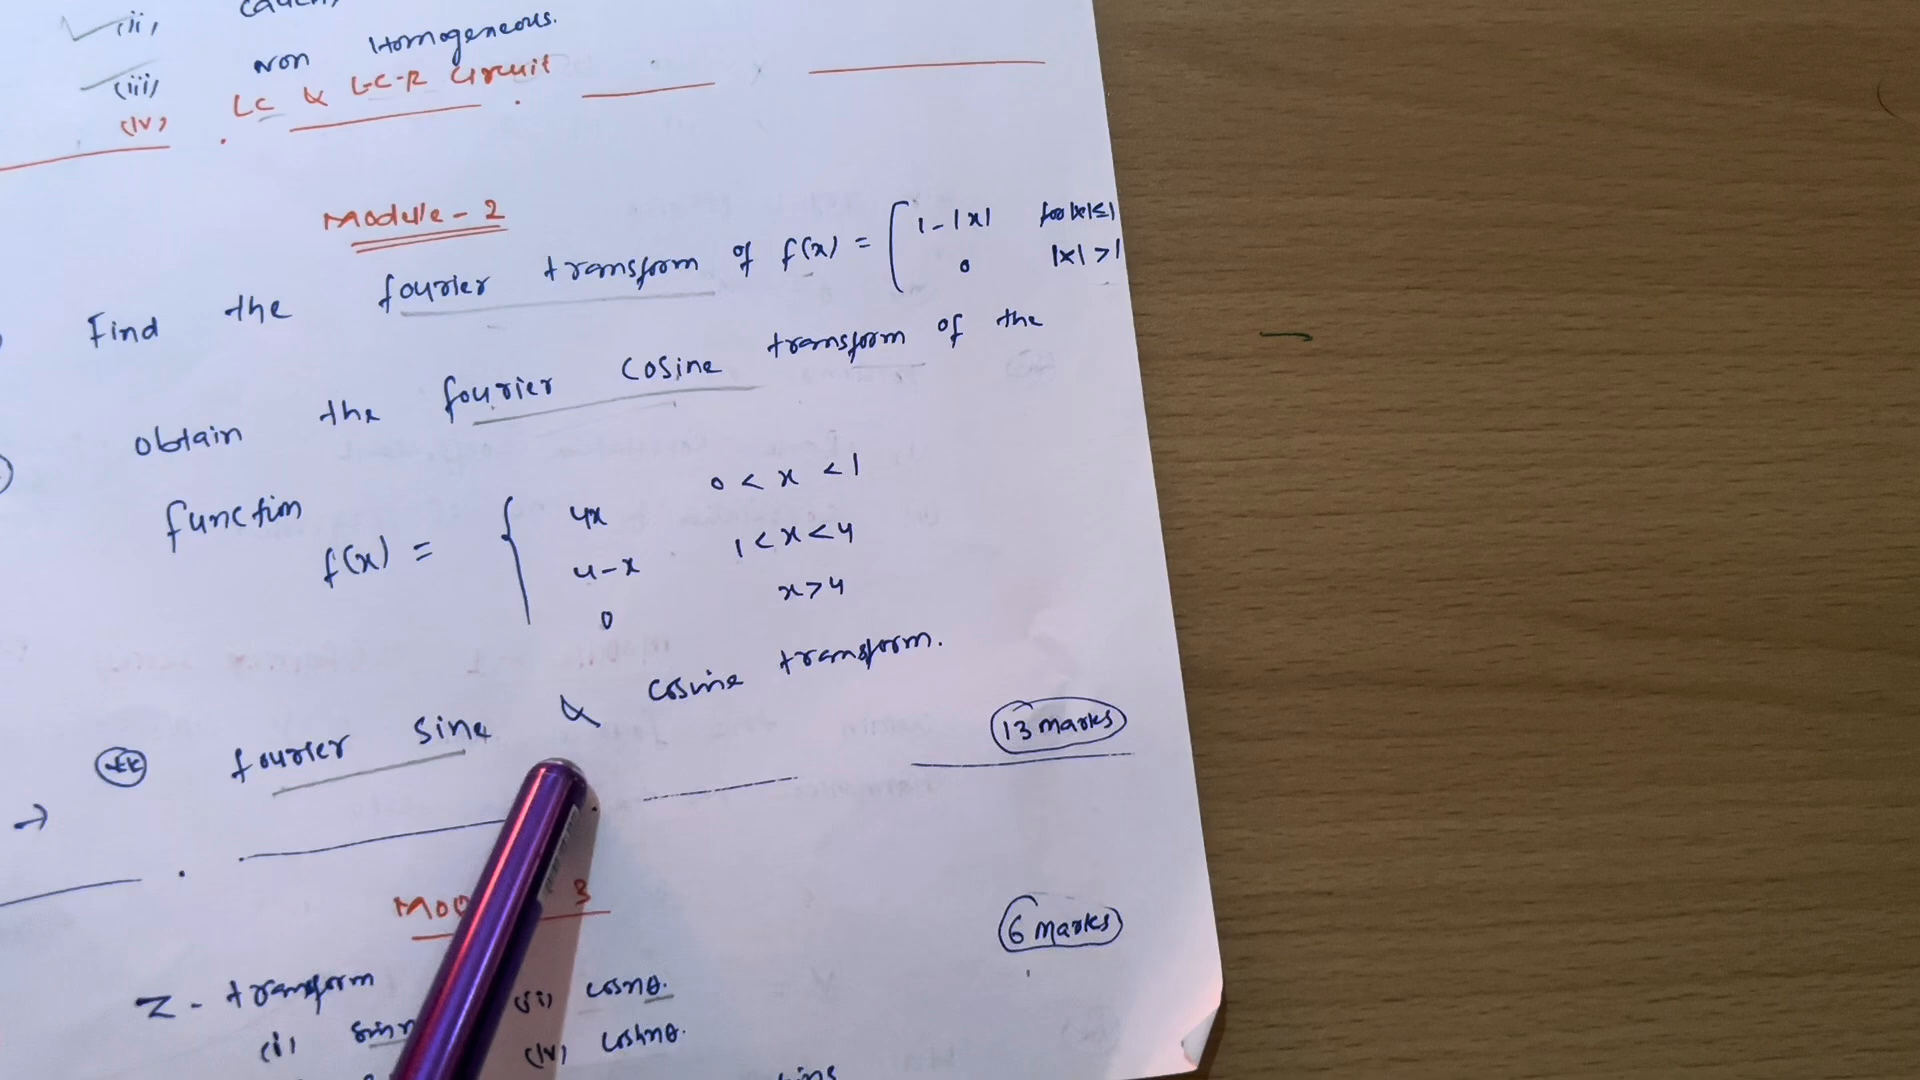 (ii)
(iii) Non Homogeneous.
(iv) LC & L-C-R Circuit
Module - 2
Find the fourier transform of f(x) = { 1-|x| for |x|≤1
0 |x|>1
obtain the fourier cosine transform of the
function
f(x) = { 4x 0<x<1
4-x 1<x<4
0 x>4
** fourier sine & cosine transform.
13 marks
→
3
6 marks
Z - transform
(i) (ii) cosnθ.
(iv) coshnθ.